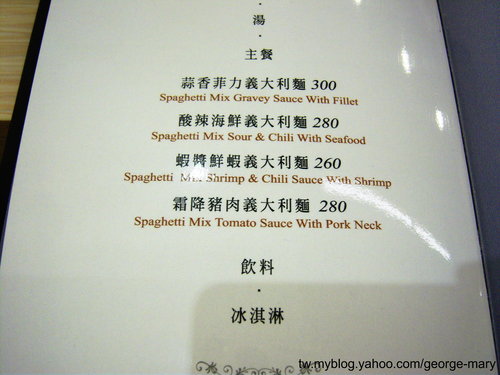 湯
主餐
蒜香菲力義大利麵 300
Spaghetti Mix Gravey Sauce With Fillet
酸辣海鮮義大利麵 280
Spaghetti Mix Sour & Chili With Seafood
蝦醬鮮蝦義大利麵 260
Spaghetti Mix Shrimp & Chili Sauce With Shrimp
霜降豬肉義大利麵 280
Spaghetti Mix Tomato Sauce With Pork Neck
飲料
冰淇淋
tw.myblog.yahoo.com/george-mary